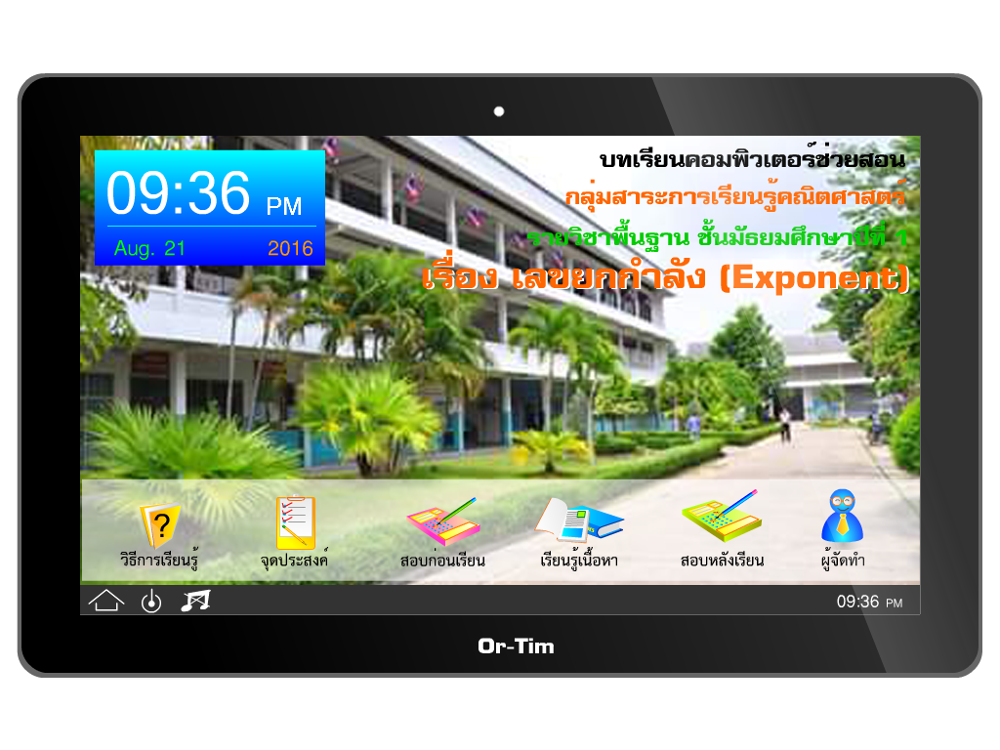 09:36 PM
Aug. 21 2016
บทเรียนคอมพิวเตอร์ช่วยสอน
กลุ่มสาระการเรียนรู้คณิตศาสตร์
รายวิชาพื้นฐาน ชั้นมัธยมศึกษาปีที่ 1
เรื่อง เลขยกกำลัง (Exponent)
?
วิธีการเรียนรู้ จุดประสงค์ สอบก่อนเรียน เรียนรู้เนื้อหา สอบหลังเรียน ผู้จัดทำ
09:36 PM
Or-Tim